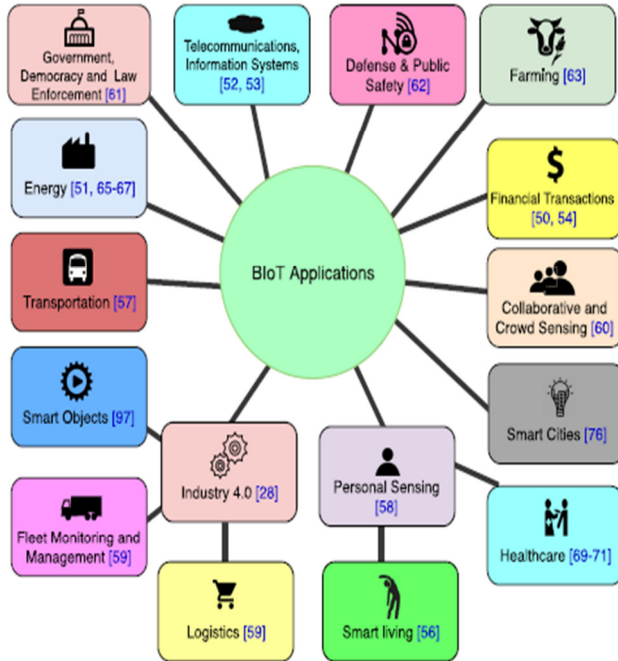 Government,
Democracy and Law
Enforcement [61]
Telecommunications,
Information Systems
[52, 53]
Defense & Public
Safety [62]
Farming [63]
Energy [51, 65-67]
Financial Transactions
[50, 54]
BIoT Applications
Transportation [57]
Collaborative and
Crowd Sensing [60]
Smart Objects [97]
Smart Cities [76]
Industry 4.0 [28]
Personal Sensing
[58]
Fleet Monitoring and
Management [59]
Healthcare [69-71]
Logistics [59]
Smart living [56]